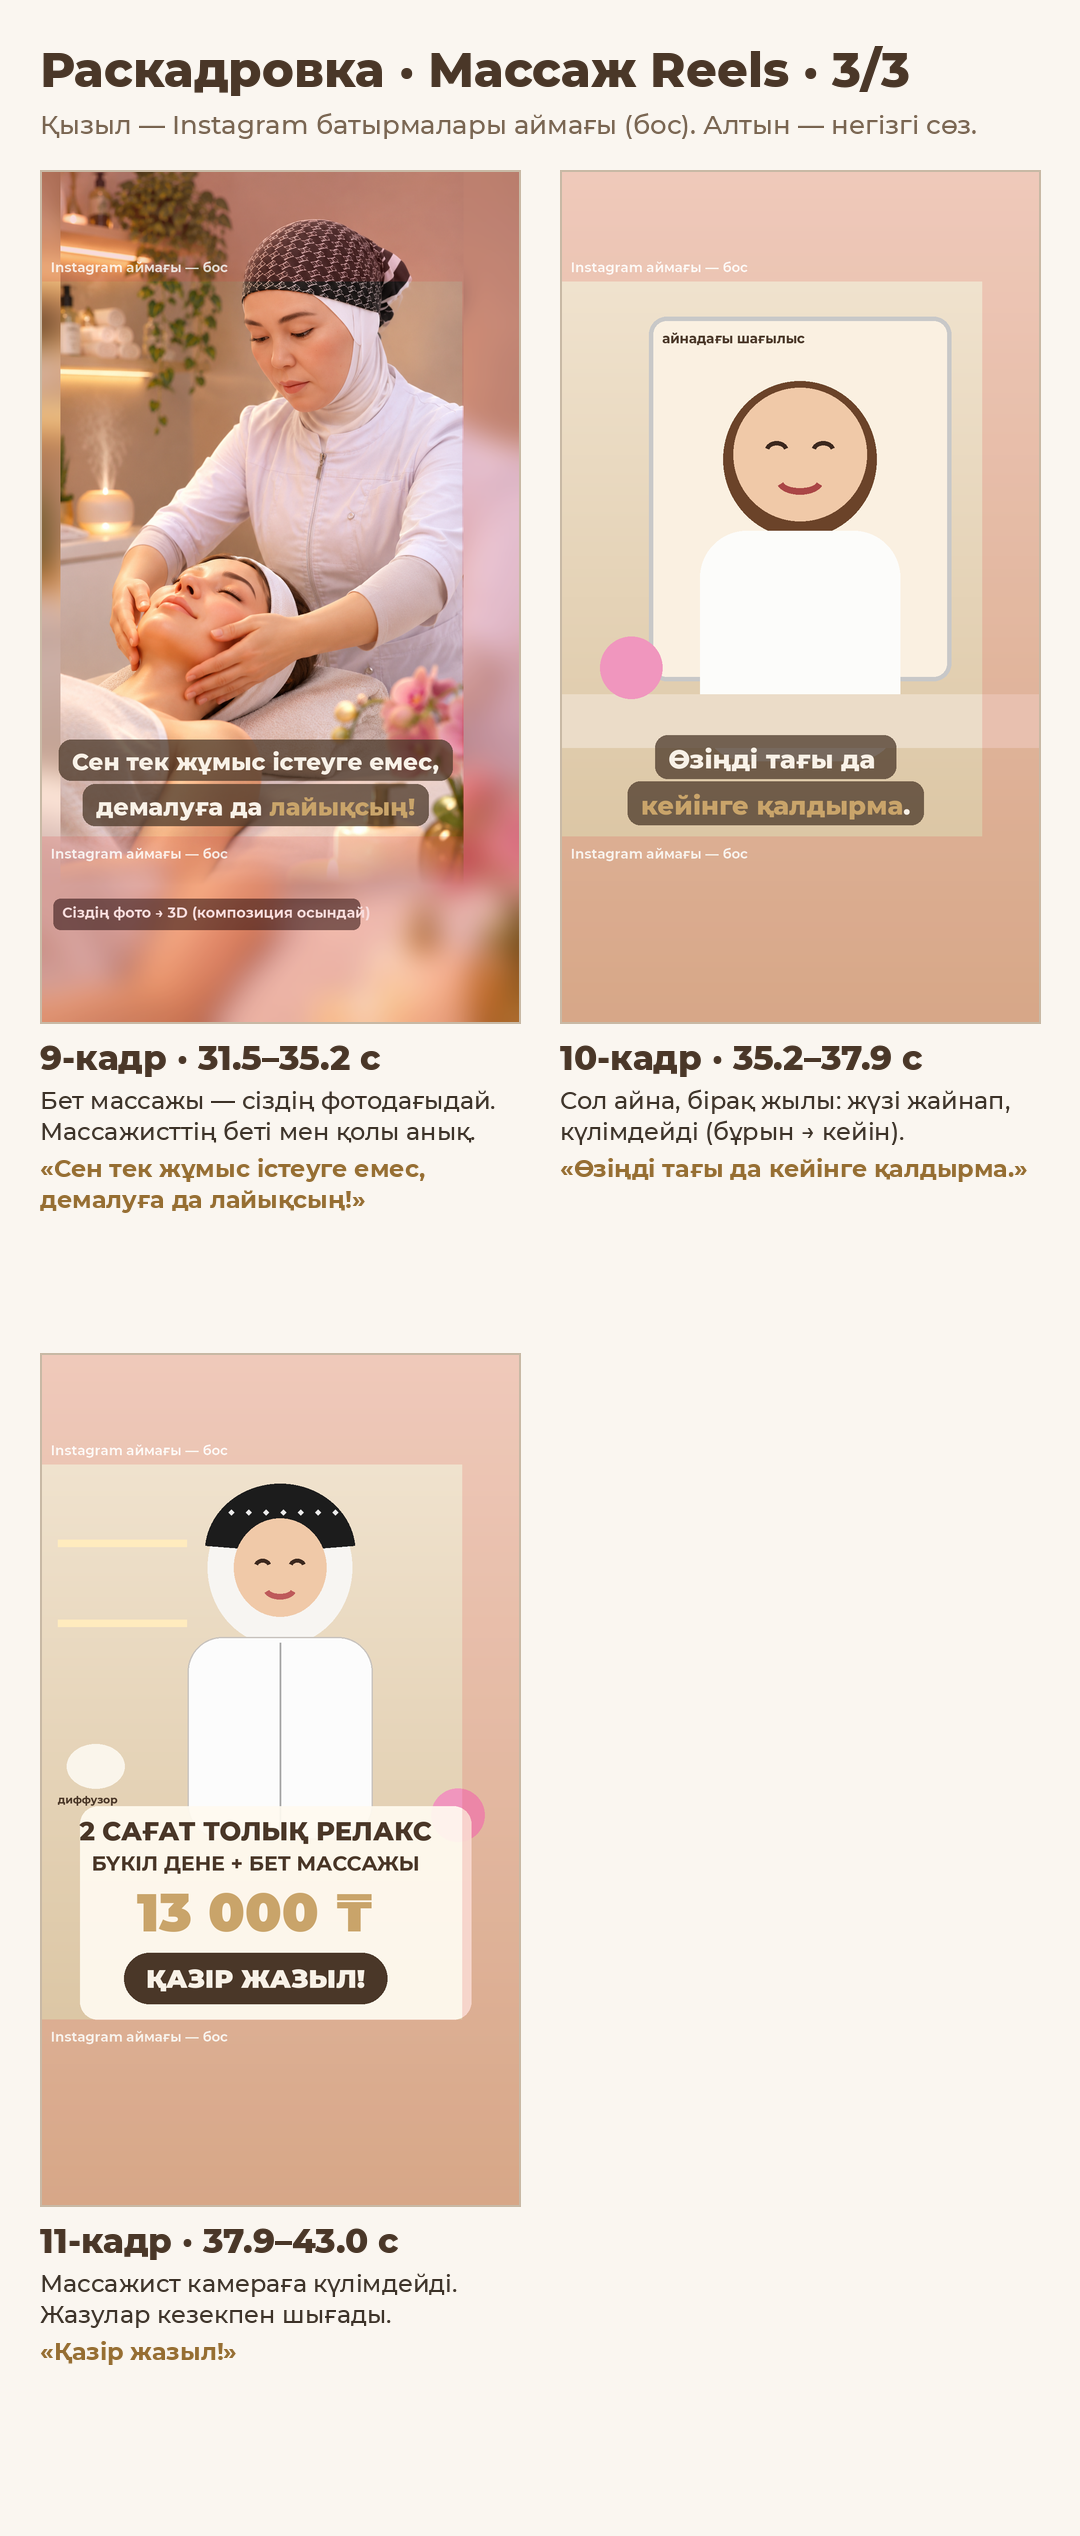 Раскадровка • Массаж Reels • 3/3
Қызыл — Instagram батырмалары аймағы (бос). Алтын — негізгі сөз.
Instagram аймағы — бос
Сен тек жұмыс істеуге емес,
демалуға да лайықсың!
Instagram аймағы — бос
Сіздің фото → 3D (композиция осындай)
9-кадр • 31.5–35.2 с
Бет массажы — сіздің фотодағыдай.
Массажисттің беті мен қолы анық.
«Сен тек жұмыс істеуге емес,
демалуға да лайықсың!»
Instagram аймағы — бос
айнадағы шағылыс
Өзіңді тағы да
кейінге қалдырма.
Instagram аймағы — бос
10-кадр • 35.2–37.9 с
Сол айна, бірақ жылы: жүзі жайнап,
күлімдейді (бұрын → кейін).
«Өзіңді тағы да кейінге қалдырма.»
Instagram аймағы — бос
диффузор
2 САҒАТ ТОЛЫҚ РЕЛАКС
БҮКІЛ ДЕНЕ + БЕТ МАССАЖЫ
13 000 ₸
ҚАЗІР ЖАЗЫЛ!
Instagram аймағы — бос
11-кадр • 37.9–43.0 с
Массажист камераға күлімдейді.
Жазулар кезекпен шығады.
«Қазір жазыл!»